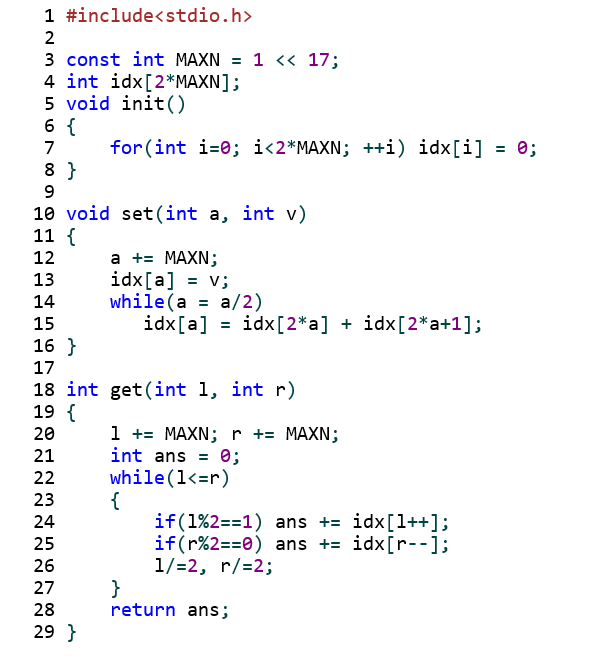 1 #include<stdio.h>
2
3 const int MAXN = 1 << 17;
4 int idx[2*MAXN];
5 void init()
6 {
7     for(int i=0; i<2*MAXN; ++i) idx[i] = 0;
8 }
9
10 void set(int a, int v)
11 {
12     a += MAXN;
13     idx[a] = v;
14     while(a = a/2)
15        idx[a] = idx[2*a] + idx[2*a+1];
16 }
17
18 int get(int l, int r)
19 {
20     l += MAXN; r += MAXN;
21     int ans = 0;
22     while(l<=r)
23     {
24         if(l%2==1) ans += idx[l++];
25         if(r%2==0) ans += idx[r--];
26         l/=2, r/=2;
27     }
28     return ans;
29 }